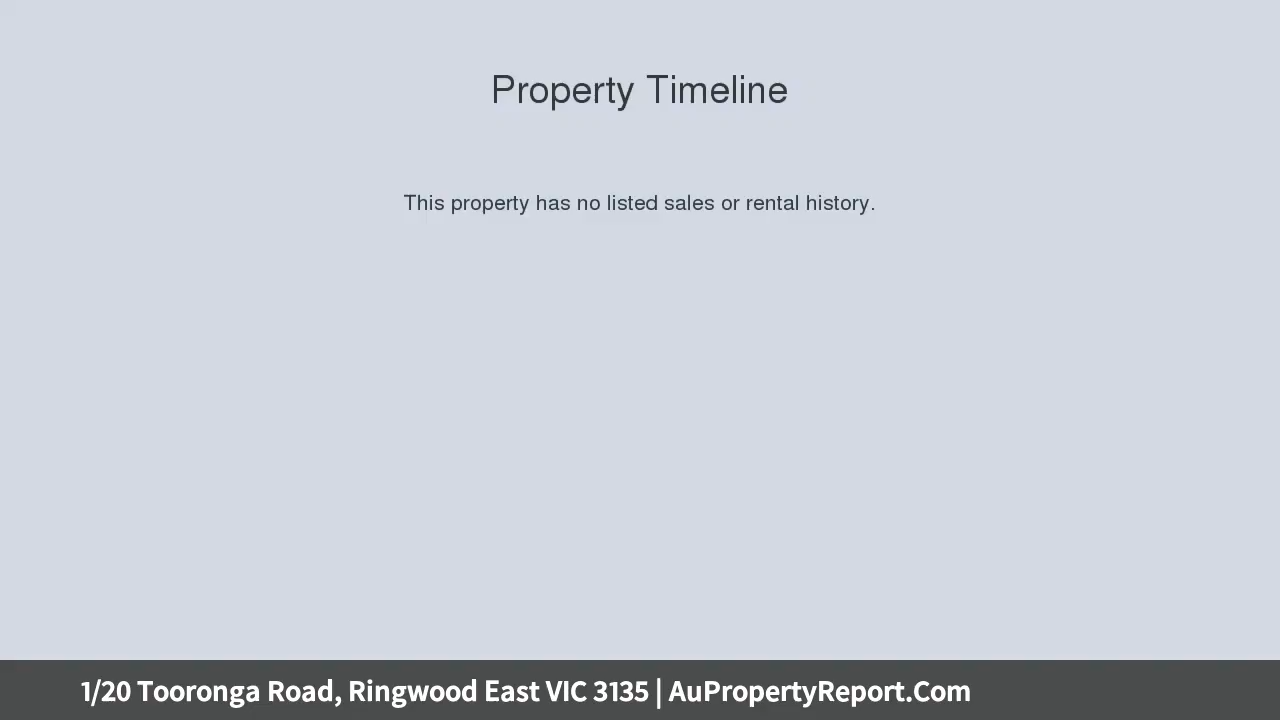 Property Timeline
This property has no listed sales or rental history.
1/20 Tooronga Road, Ringwood East VIC 3135 | AuPropertyReport.Com